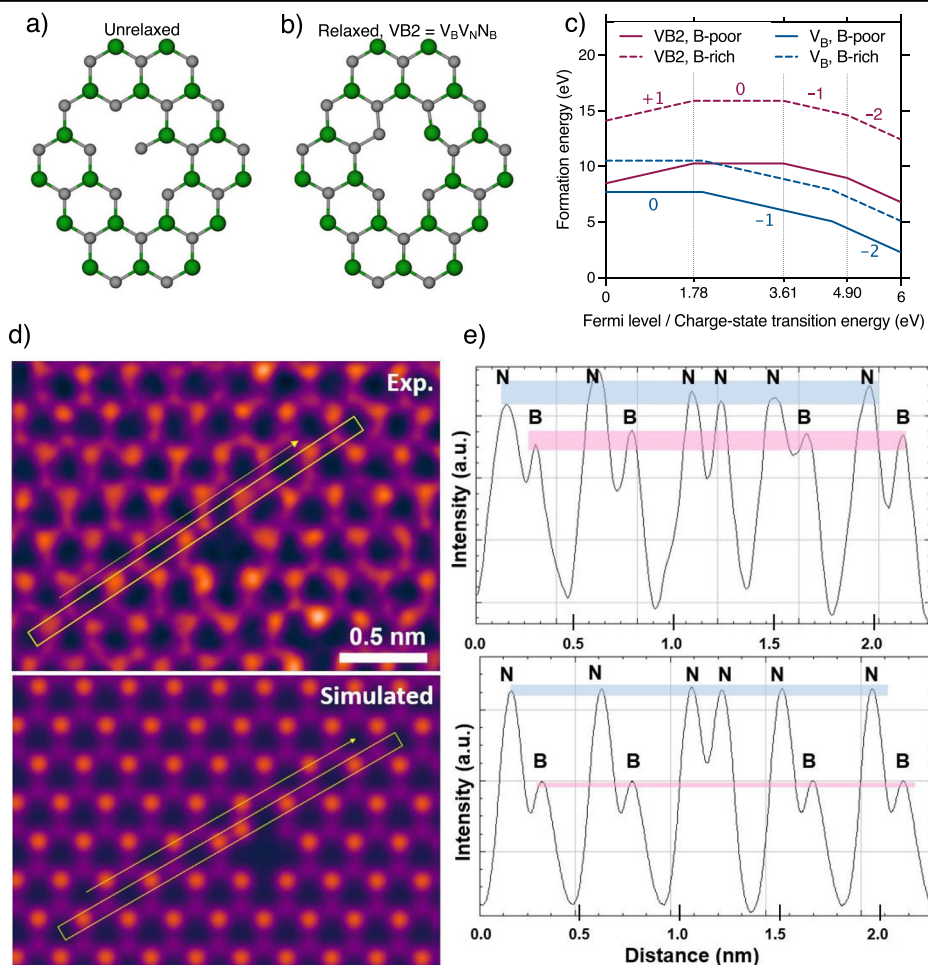 a)
Unrelaxed
b)
Relaxed, VB2 = V_BV_NN_B
c)
VB2, B-poor
VB2, B-rich
V_B, B-poor
V_B, B-rich
Formation energy (eV)
20
15
10
5
0
+1
0
−1
−2
0
−1
−2
0
1.78
3.61
4.90
6
Fermi level / Charge-state transition energy (eV)
d)
Exp.
0.5 nm
Simulated
e)
N N N N N N
B B B B
Intensity (a.u.)
0.0 0.5 1.0 1.5 2.0
N N N N N N
B B B B
Intensity (a.u.)
0.0 0.5 1.0 1.5 2.0
Distance (nm)